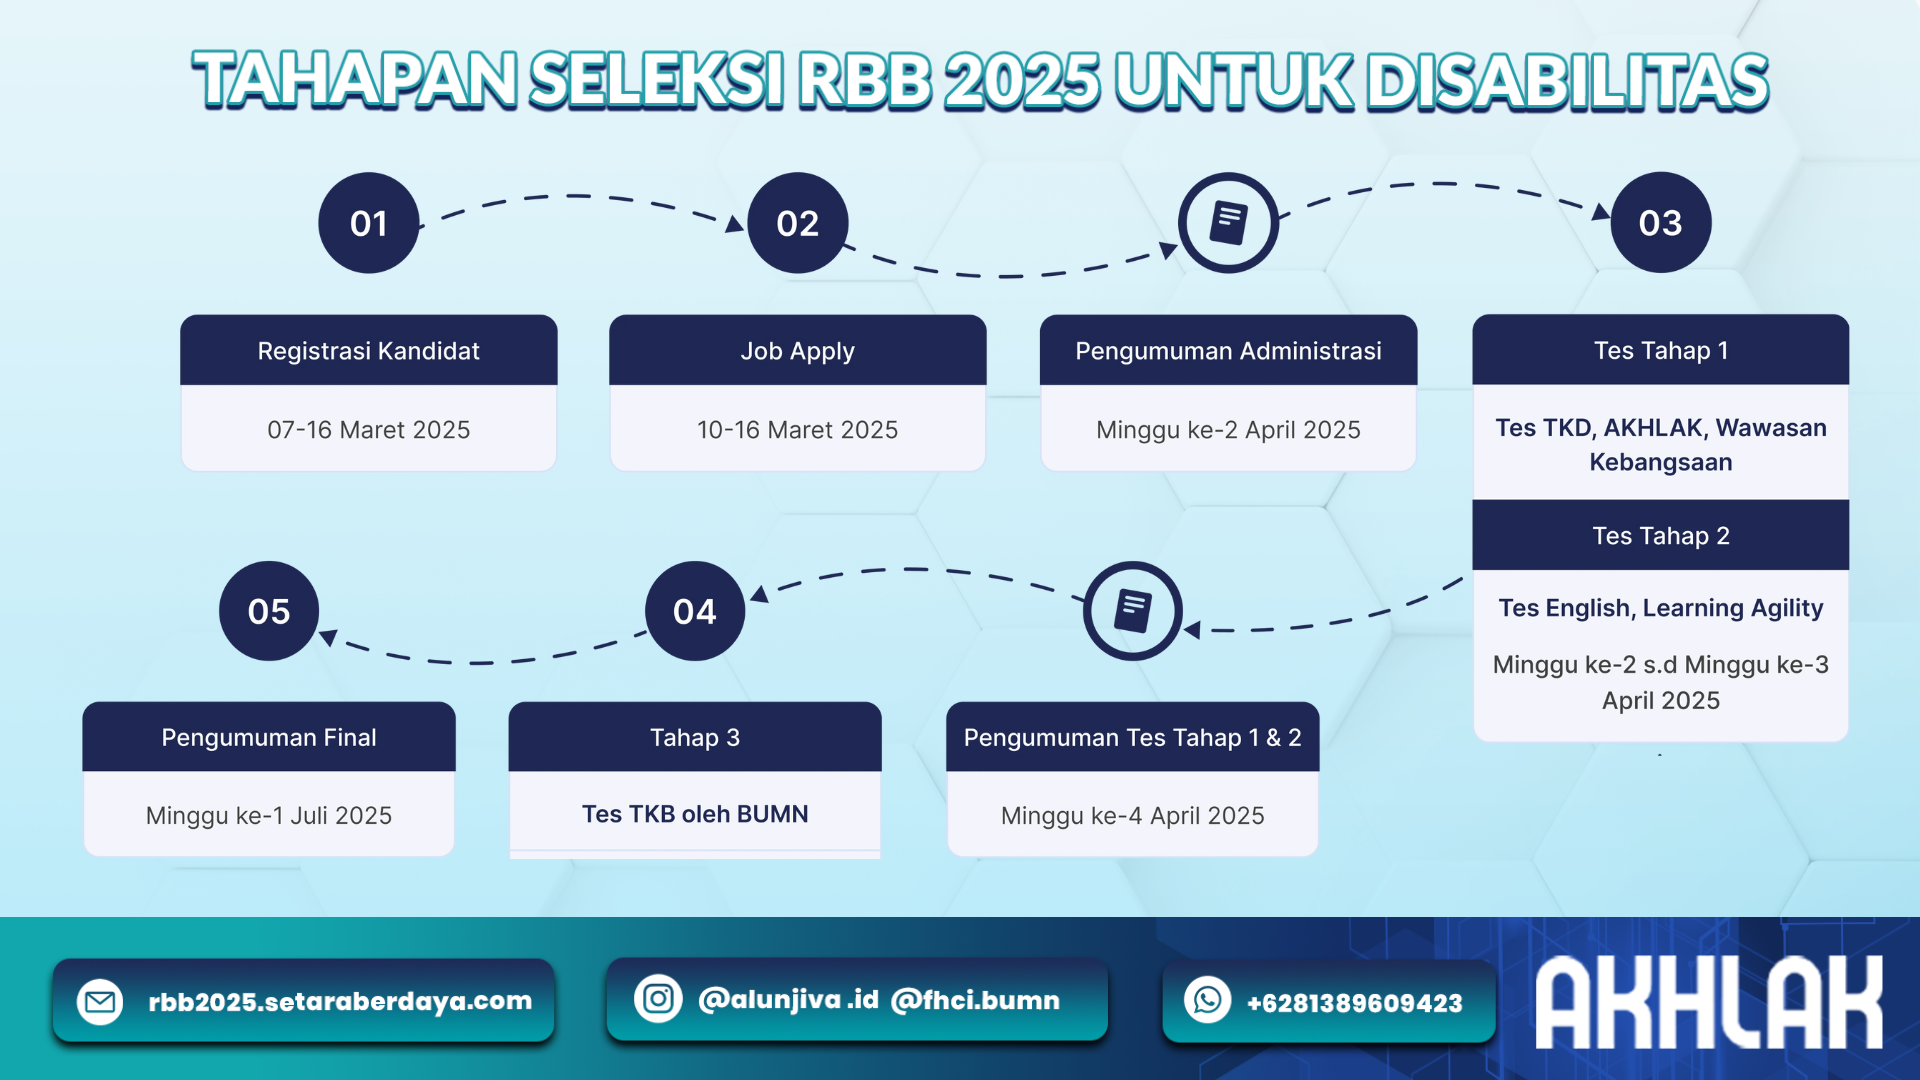 TAHAPAN SELEKSI RBB 2025 UNTUK DISABILITAS
01
02
03
Registrasi Kandidat
07-16 Maret 2025
Job Apply
10-16 Maret 2025
Pengumuman Administrasi
Minggu ke-2 April 2025
Tes Tahap 1
Tes TKD, AKHLAK, Wawasan
Kebangsaan
Tes Tahap 2
Tes English, Learning Agility
Minggu ke-2 s.d Minggu ke-3
April 2025
05
04
Pengumuman Final
Minggu ke-1 Juli 2025
Tahap 3
Tes TKB oleh BUMN
Pengumuman Tes Tahap 1 & 2
Minggu ke-4 April 2025
rbb2025.setaraberdaya.com
@alunjiva.id @fhci.bumn
+6281389609423
AKHLAK